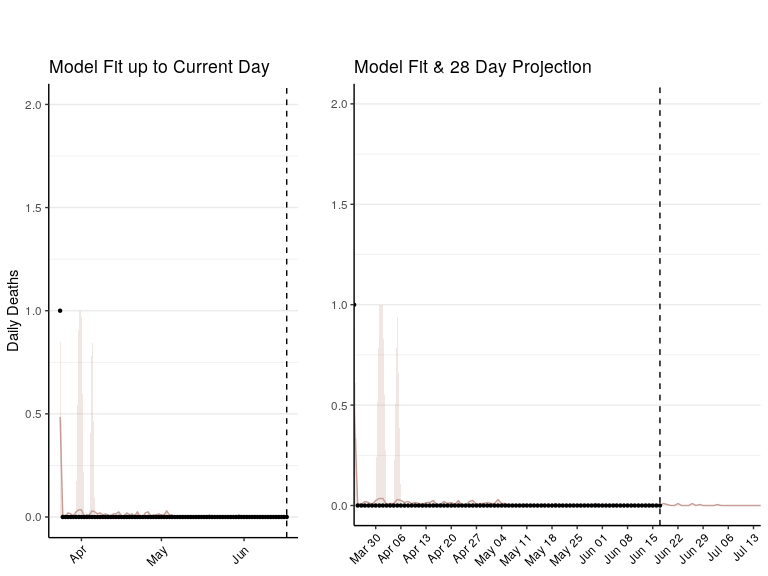 Model Fit up to Current Day
Daily Deaths
2.0
1.5
1.0
0.5
0.0
Apr
May
Jun
Model Fit & 28 Day Projection
2.0
1.5
1.0
0.5
0.0
Mar 30
Apr 06
Apr 13
Apr 20
Apr 27
May 04
May 11
May 18
May 25
Jun 01
Jun 08
Jun 15
Jun 22
Jun 29
Jul 06
Jul 13